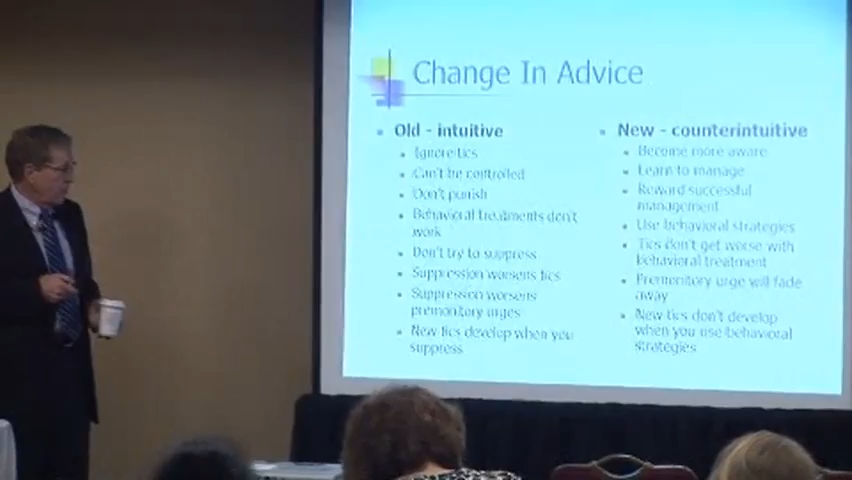 Change In Advice
Old - intuitive
Ignore tics
Can't be controlled
Don't punish
Behavioral treatments don't
work
Don't try to suppress
Suppression worsens tics
Suppression worsens
premonitory urges
New tics develop when you
suppress
New - counterintuitive
Become more aware
Learn to manage
Reward successful
management
Use behavioral strategies
Tics don't get worse with
behavioral treatment
Premonitory urge will fade
away
New tics don't develop
when you use behavioral
strategies